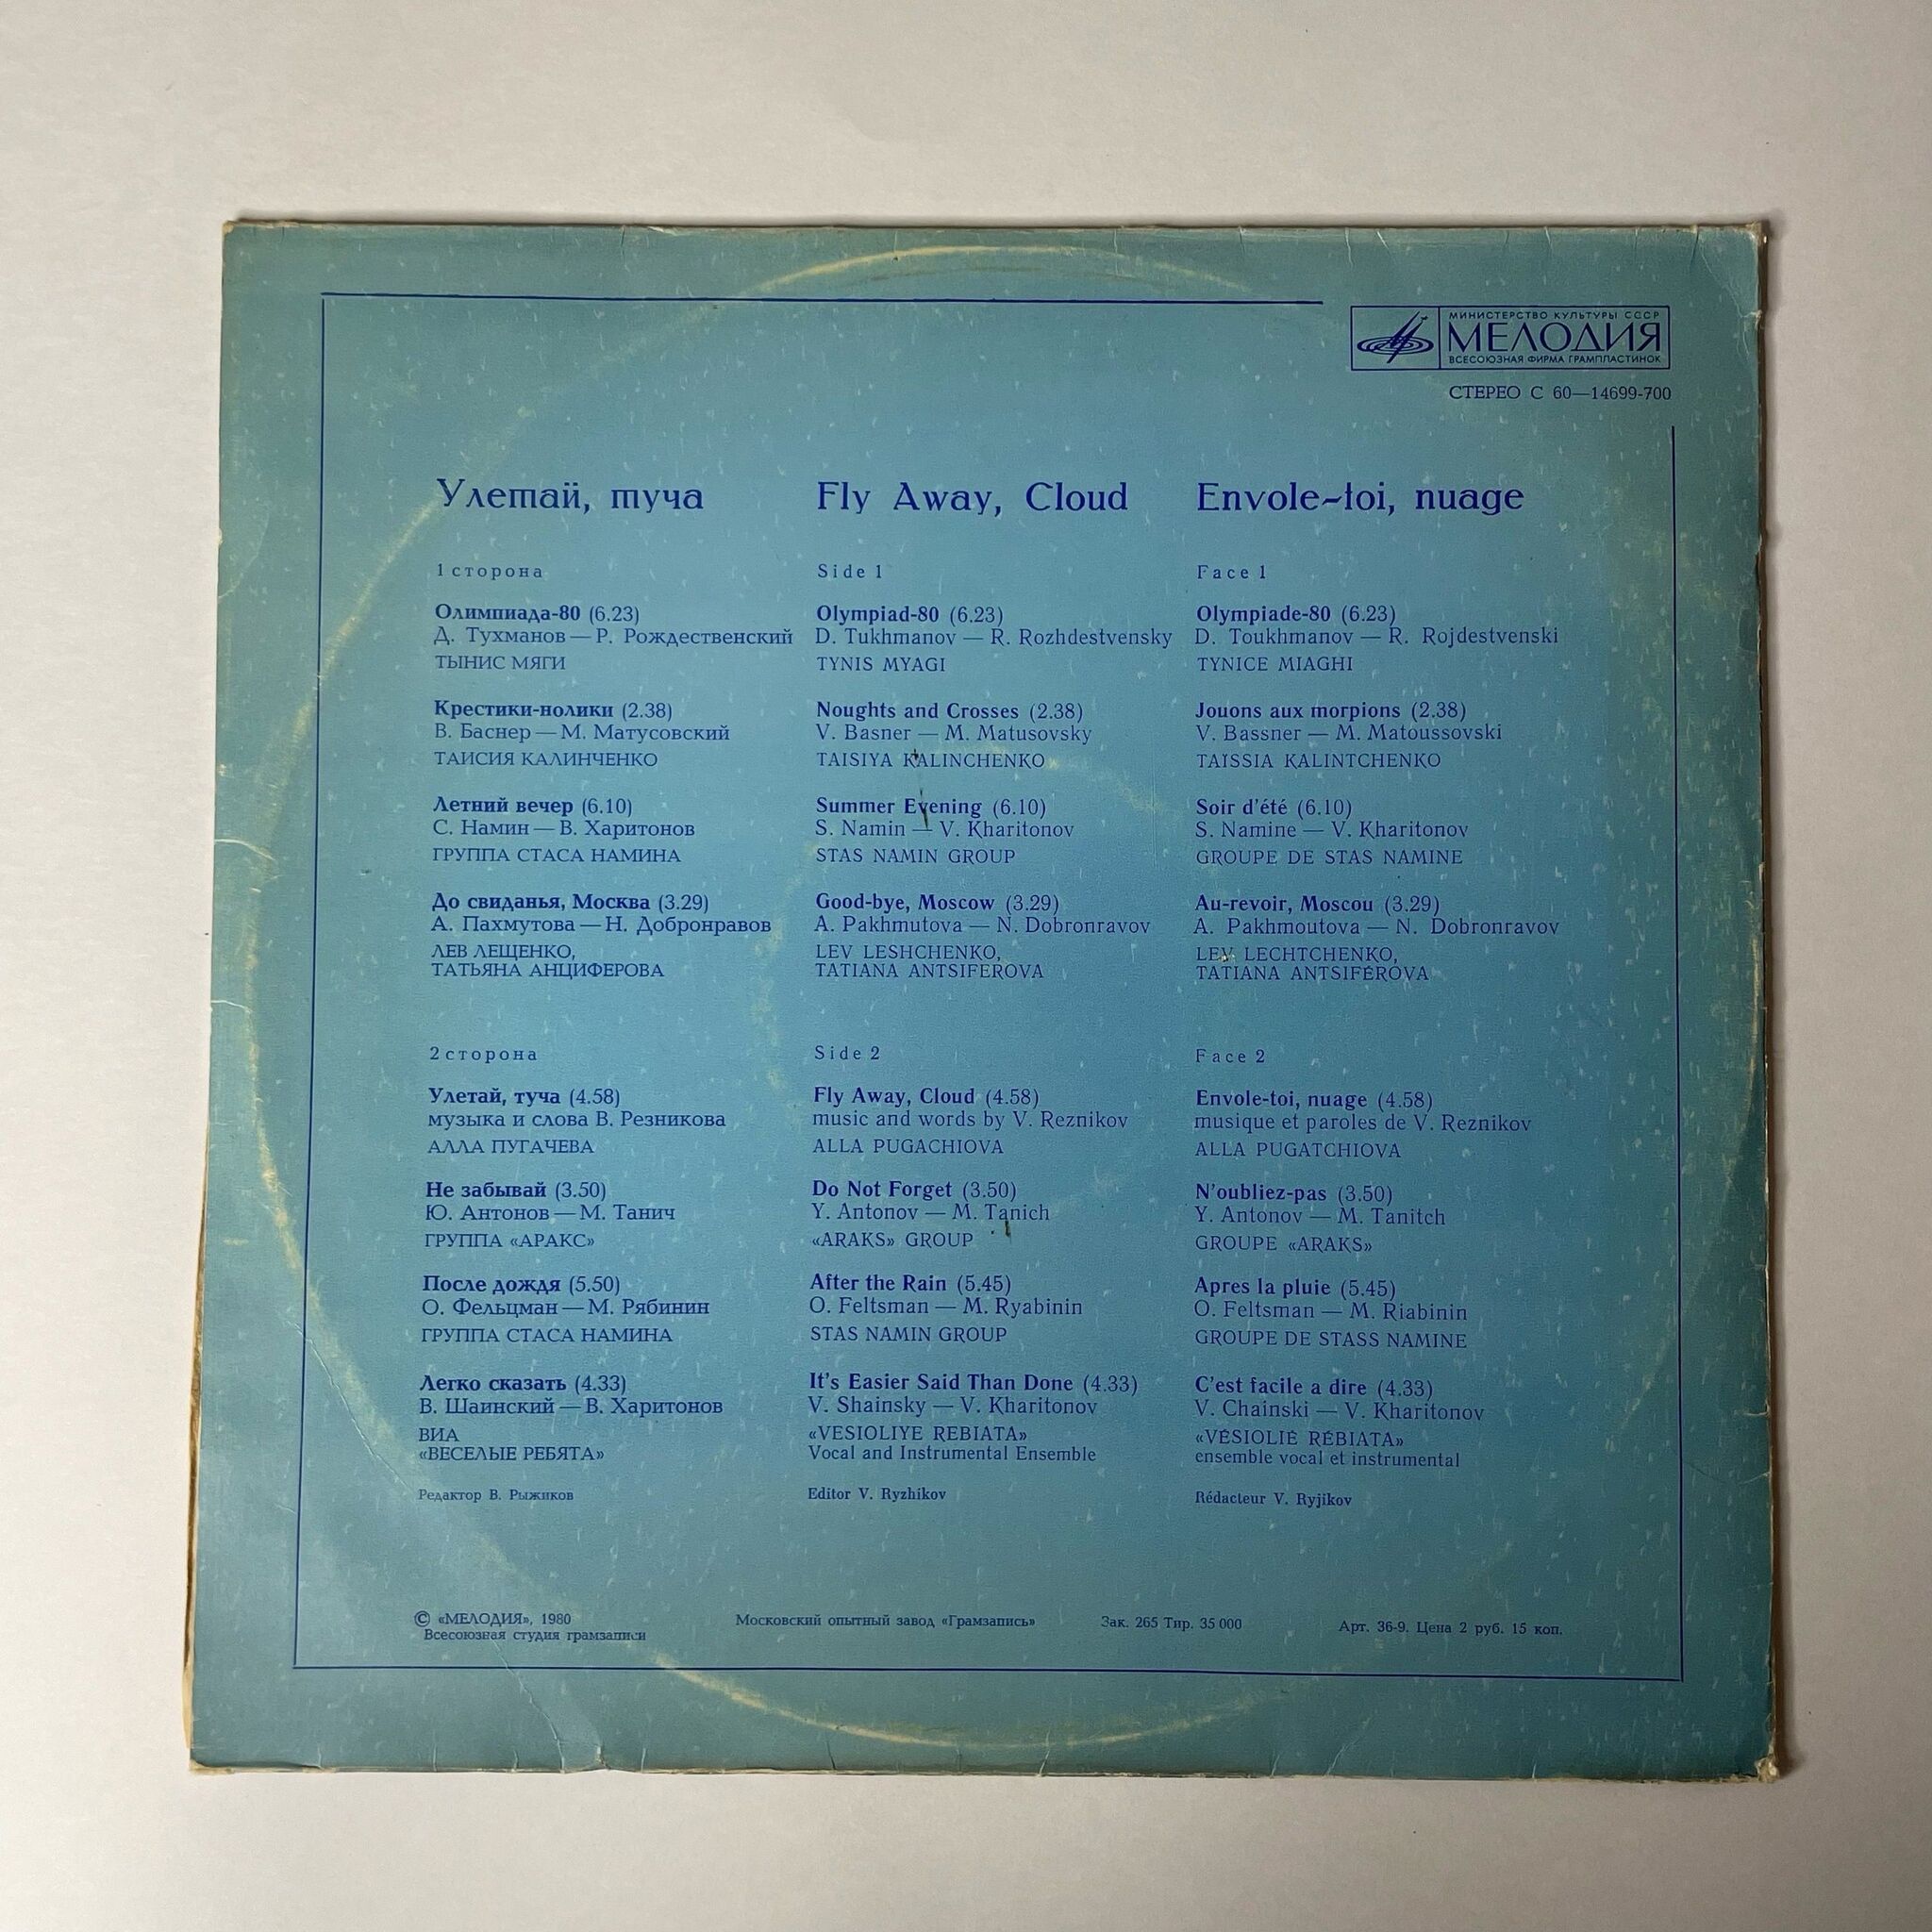 МИНИСТЕРСТВО КУЛЬТУРЫ СССР
МЕЛОДИЯ
ВСЕСОЮЗНАЯ ФИРМА ГРАМПЛАСТИНОК
СТЕРЕО С 60—14699-700
Улетай, туча
1 сторона
Олимпиада-80 (6.23)
Д. Тухманов — Р. Рождественский
ТЫНИС МЯГИ
Крестики-нолики (2.38)
В. Баснер — М. Матусовский
ТАИСИЯ КАЛИНЧЕНКО
Летний вечер (6.10)
С. Намин — В. Харитонов
ГРУППА СТАСА НАМИНА
До свиданья, Москва (3.29)
А. Пахмутова — Н. Добронравов
ЛЕВ ЛЕЩЕНКО,
ТАТЬЯНА АНЦИФЕРОВА
2 сторона
Улетай, туча (4.58)
музыка и слова В. Резникова
АЛЛА ПУГАЧЕВА
Не забывай (3.50)
Ю. Антонов — М. Танич
ГРУППА «АРАКС»
После дождя (5.50)
О. Фельцман — М. Рябинин
ГРУППА СТАСА НАМИНА
Легко сказать (4.33)
В. Шаинский — В. Харитонов
ВИА
«ВЕСЕЛЫЕ РЕБЯТА»
Редактор В. Рыжиков
Fly Away, Cloud
Side 1
Olympiad-80 (6.23)
D. Tukhmanov — R. Rozhdestvensky
TYNIS MYAGI
Noughts and Crosses (2.38)
V. Basner — M. Matusovsky
TAISIYA KALINCHENKO
Summer Evening (6.10)
S. Namin — V. Kharitonov
STAS NAMIN GROUP
Good-bye, Moscow (3.29)
A. Pakhmutova — N. Dobronravov
LEV LESHCHENKO,
TATIANA ANTSIFEROVA
Side 2
Fly Away, Cloud (4.58)
music and words by V. Reznikov
ALLA PUGACHIOVA
Do Not Forget (3.50)
Y. Antonov — M. Tanich
«ARAKS» GROUP
After the Rain (5.45)
O. Feltsman — M. Ryabinin
STAS NAMIN GROUP
It's Easier Said Than Done (4.33)
V. Shainsky — V. Kharitonov
«VESIOLIYE REBIATA»
Vocal and Instrumental Ensemble
Editor V. Ryzhikov
Envole-toi, nuage
Face 1
Olympiade-80 (6.23)
D. Toukhmanov — R. Rojdestvenski
TYNICE MIAGHI
Jouons aux morpions (2.38)
V. Bassner — M. Matoussovski
TAÏSSIA KALINTCHENKO
Soir d'été (6.10)
S. Namine — V. Kharitonov
GROUPE DE STAS NAMINE
Au-revoir, Moscou (3.29)
A. Pakhmoutova — N. Dobronravov
LEV LECHTCHENKO,
TATIANA ANTSIFÉROVA
Face 2
Envole-toi, nuage (4.58)
musique et paroles de V. Reznikov
ALLA PUGATCHIOVA
N'oubliez-pas (3.50)
Y. Antonov — M. Tanitch
GROUPE «ARAKS»
Apres la pluie (5.45)
O. Feltsman — M. Riabinin
GROUPE DE STASS NAMINE
C'est facile a dire (4.33)
V. Chainski — V. Kharitonov
«VÉSIOLIÉ RÉBIATA»
ensemble vocal et instrumental
Rédacteur V. Ryjikov
© «МЕЛОДИЯ», 1980
Всесоюзная студия грамзаписи
Московский опытный завод «Грамзапись»
Зак. 265 Тир. 35 000
Арт. 36-9. Цена 2 руб. 15 коп.